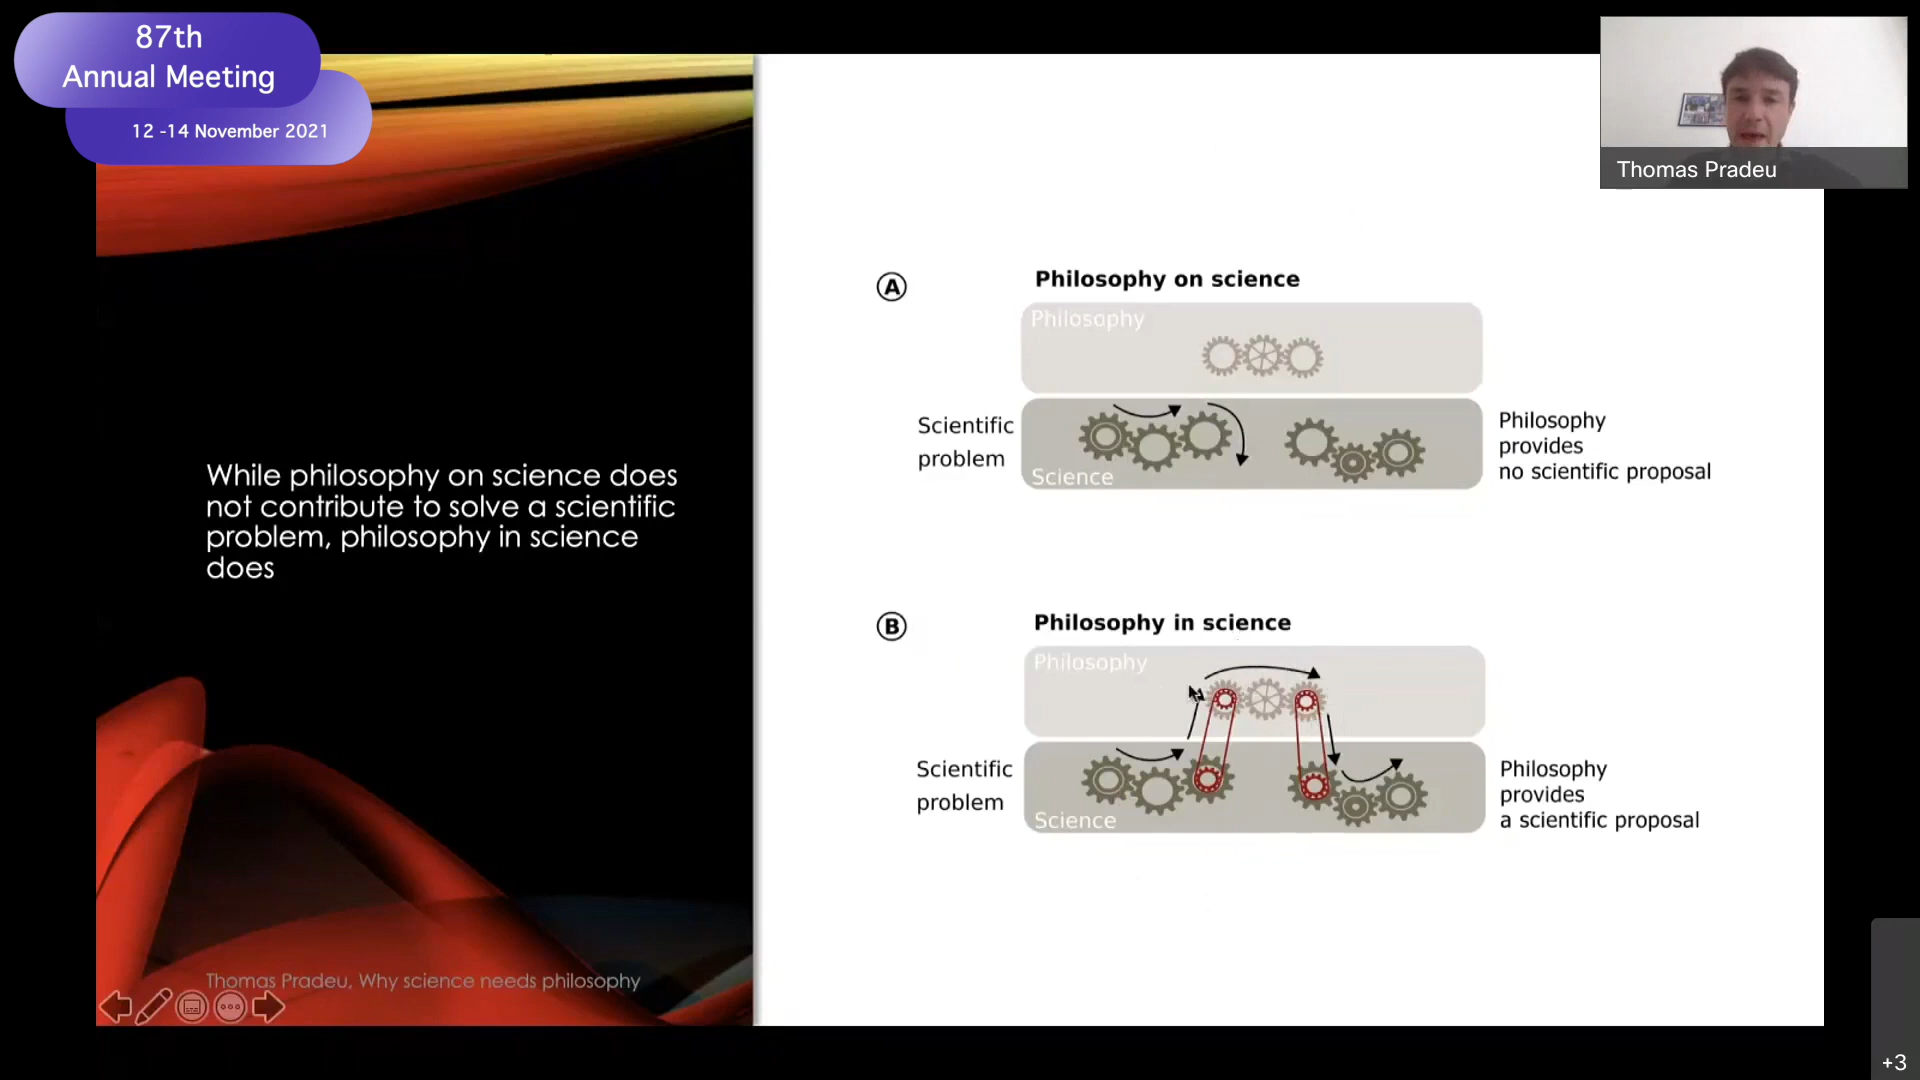 87th
Annual Meeting
12 -14 November 2021
Thomas Pradeu
While philosophy on science does
not contribute to solve a scientific
problem, philosophy in science
does
Thomas Pradeu, Why science needs philosophy
A
Philosophy on science
Philosophy
Scientific
problem
Science
Philosophy
provides
no scientific proposal
B
Philosophy in science
Philosophy
Scientific
problem
Science
Philosophy
provides
a scientific proposal
+3